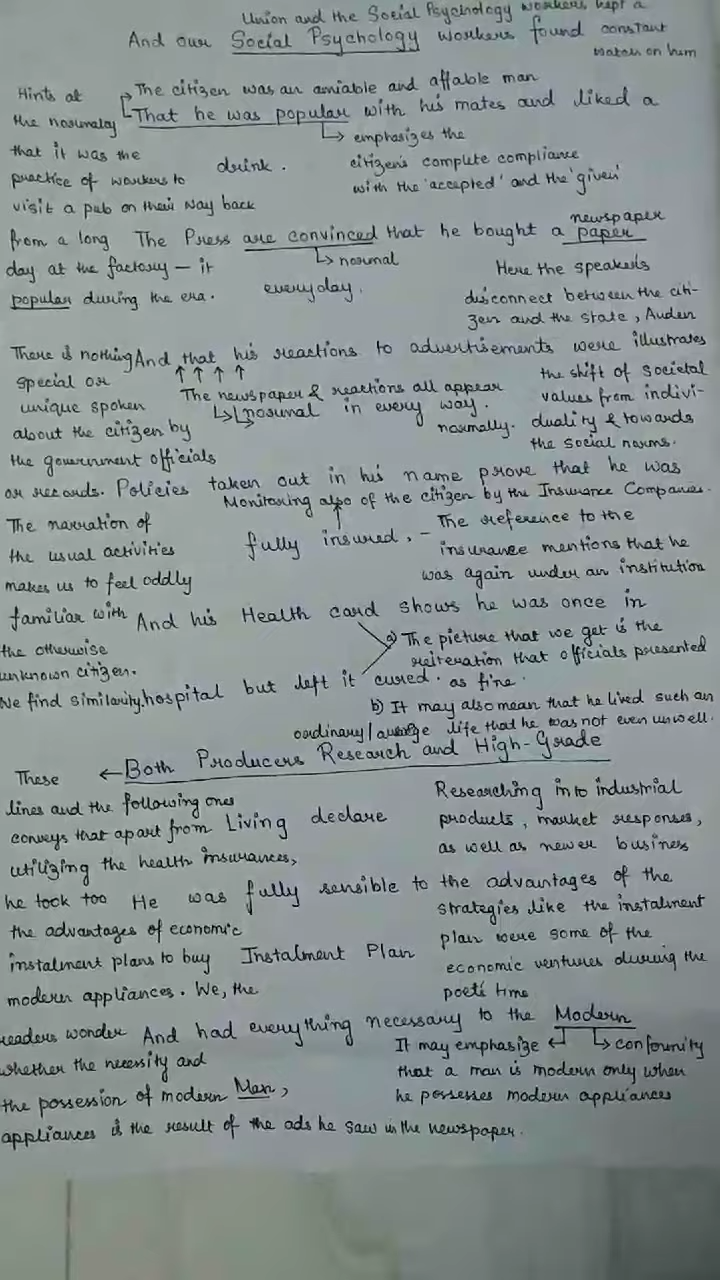 Union and the Social Psychology workers kept a
And our Social Psychology workers found constant
watch on him
Hints at The citizen was an amiable and affable man
the normalcy That he was popular with his mates and liked a
that it was the drink. emphasizes the
practice of workers to citizen's complete compliance
visit a pub on their way back with the 'accepted' and the 'given'
newspaper
from a long The Press are convinced that he bought a paper
day at the factory — it normal Here the speaker's
popular during the era. everyday. disconnect between the citi-
zen and the state, Auden
There is nothing And that his reactions to advertisements were illustrates
special or The newspaper & reactions all appear the shift of societal
unique spoken normal in every way. values from indivi-
about the citizen by normally. duality & towards
the government officials the social norms.
or records. Policies taken out in his name prove that he was
Monitoring also of the citizen by the Insurance Companies.
The narration of fully insured, – The reference to the
the usual activities insurance mentions that he
makes us to feel oddly was again under an institution
familiar with And his Health card shows he was once in
the otherwise a) The picture that we get is the
unknown citizen. reiteration that officials presented
We find similarity. hospital but left it cured. as fine.
b) It may also mean that he lived such an
ordinary/average life that he was not even unwell.
These Both Producers Research and High-Grade
lines and the following ones Researching into industrial
conveys that apart from Living declare products, market responses,
utilizing the health insurances, as well as newer business
he took too He was fully sensible to the advantages of the
the advantages of economic strategies like the instalment
instalment plans to buy Instalment Plan plan were some of the
modern appliances. We, the economic ventures during the
poet's time
readers wonder And had everything necessary to the Modern
whether the necessity and It may emphasize conformity
the possession of modern Man, that a man is modern only when
he possesses modern appliances
appliances is the result of the ads he saw in the newspaper.